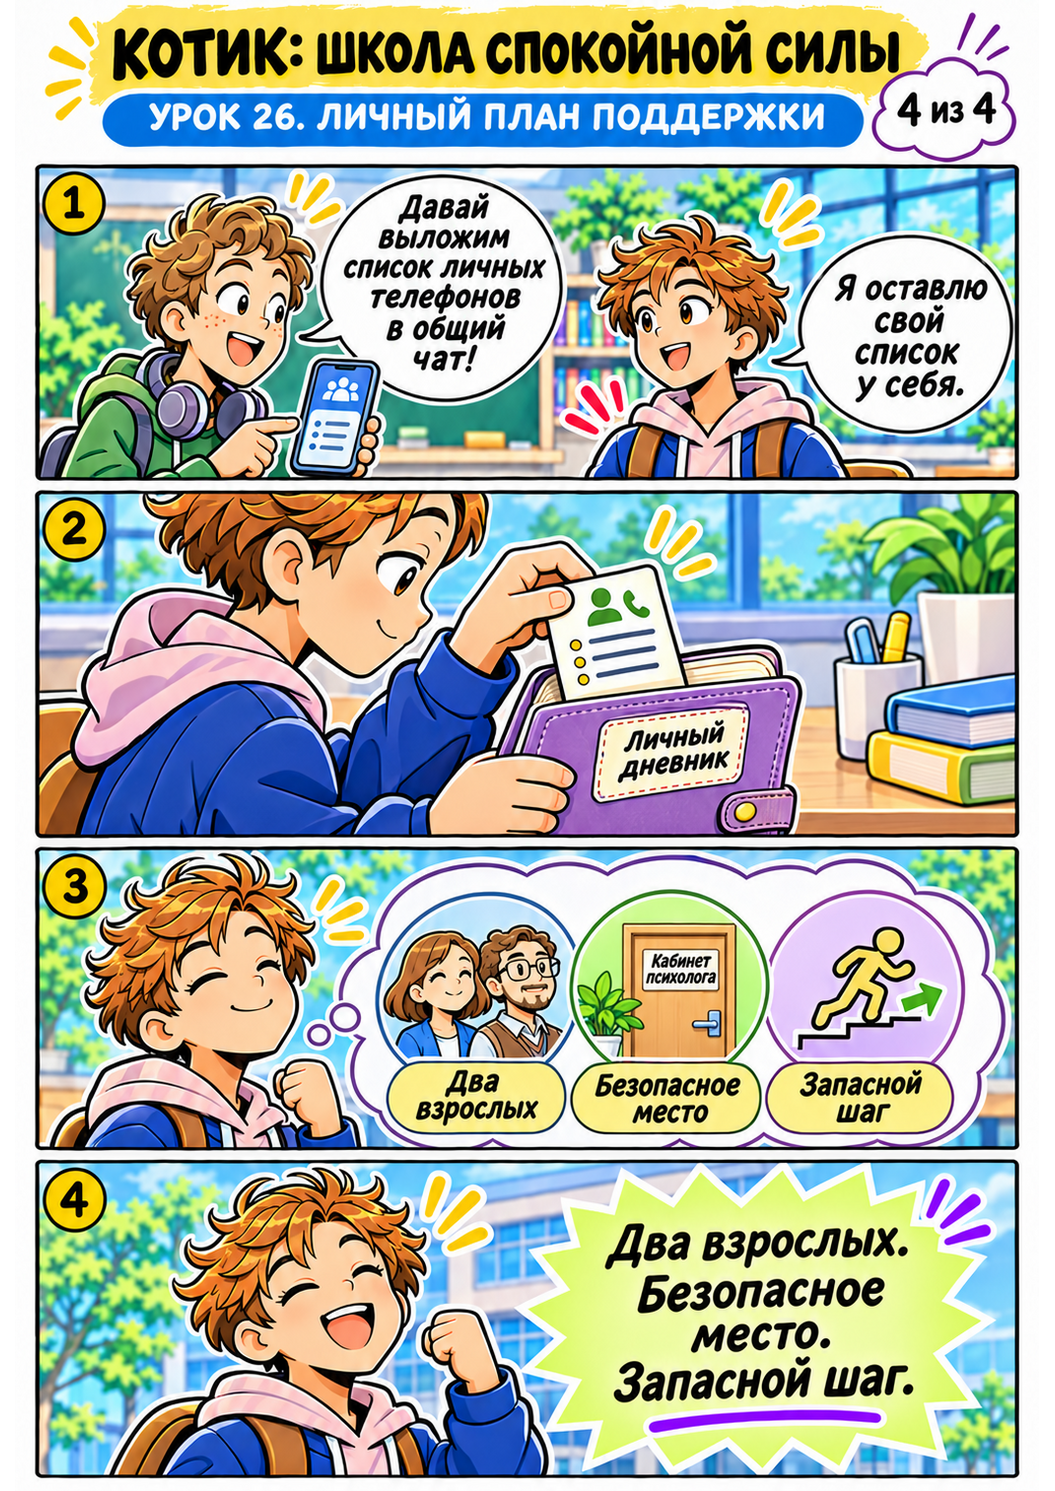 КОТИК: ШКОЛА СПОКОЙНОЙ СИЛЫ
УРОК 26. ЛИЧНЫЙ ПЛАН ПОДДЕРЖКИ
4 из 4
1
Давай
выложим
список личных
телефонов
в общий
чат!
Я оставлю
свой
список
у себя.
2
Личный
дневник
3
Кабинет
психолога
Два
взрослых
Безопасное
место
Запасной
шаг
4
Два взрослых.
Безопасное
место.
Запасной шаг.